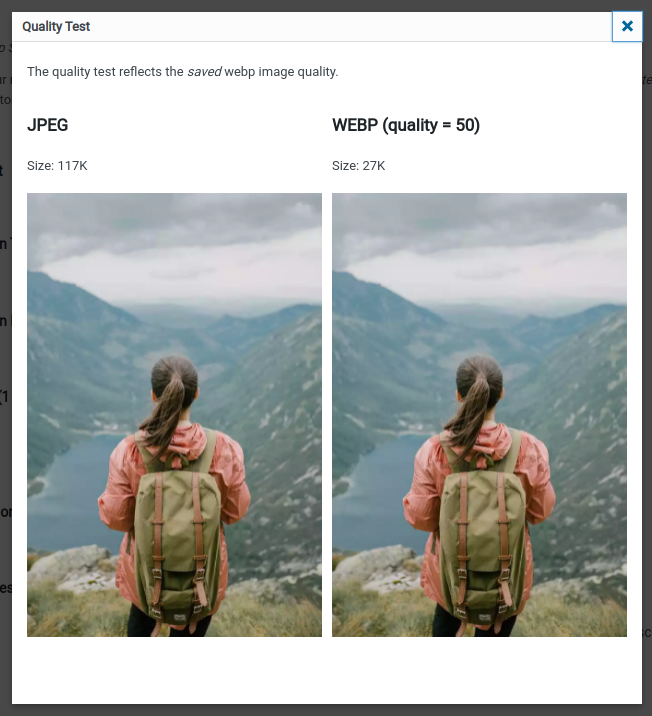 Quality Test
The quality test reflects the saved webp image quality.
JPEG
WEBP (quality = 50)
Size: 117K
Size: 27K